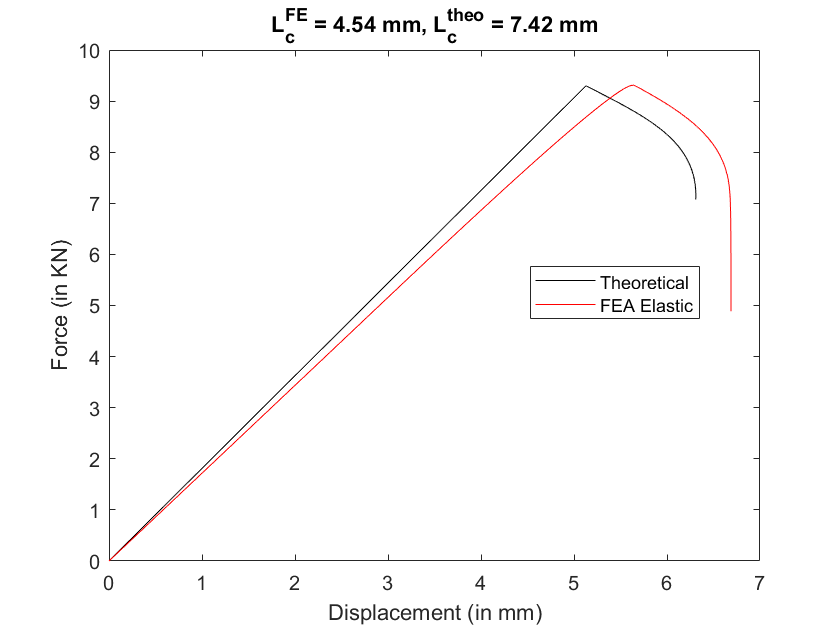 L_c^FE = 4.54 mm, L_c^theo = 7.42 mm
10
9
8
7
6
5
4
3
2
1
0
Force (in KN)
Theoretical
FEA Elastic
0 1 2 3 4 5 6 7
Displacement (in mm)